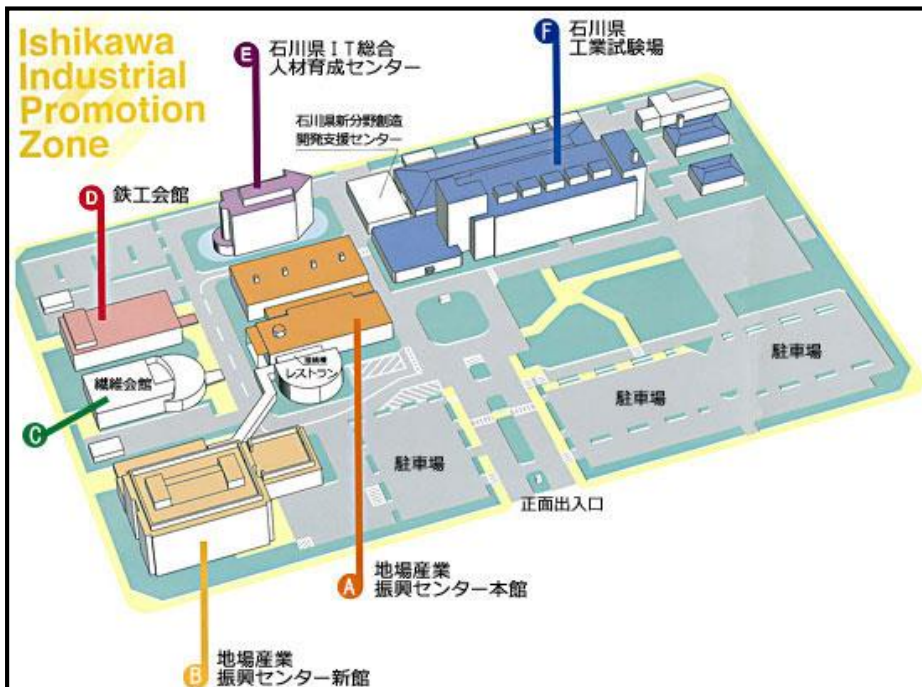 Ishikawa
Industrial
Promotion
Zone
E
石川県IT総合
人材育成センター
F
石川県
工業試験場
石川県新分野創造
開発支援センター
D
鉄工会館
レストラン
繊維会館
C
駐車場
駐車場
駐車場
正面出入口
A
地場産業
振興センター本館
B
地場産業
振興センター新館